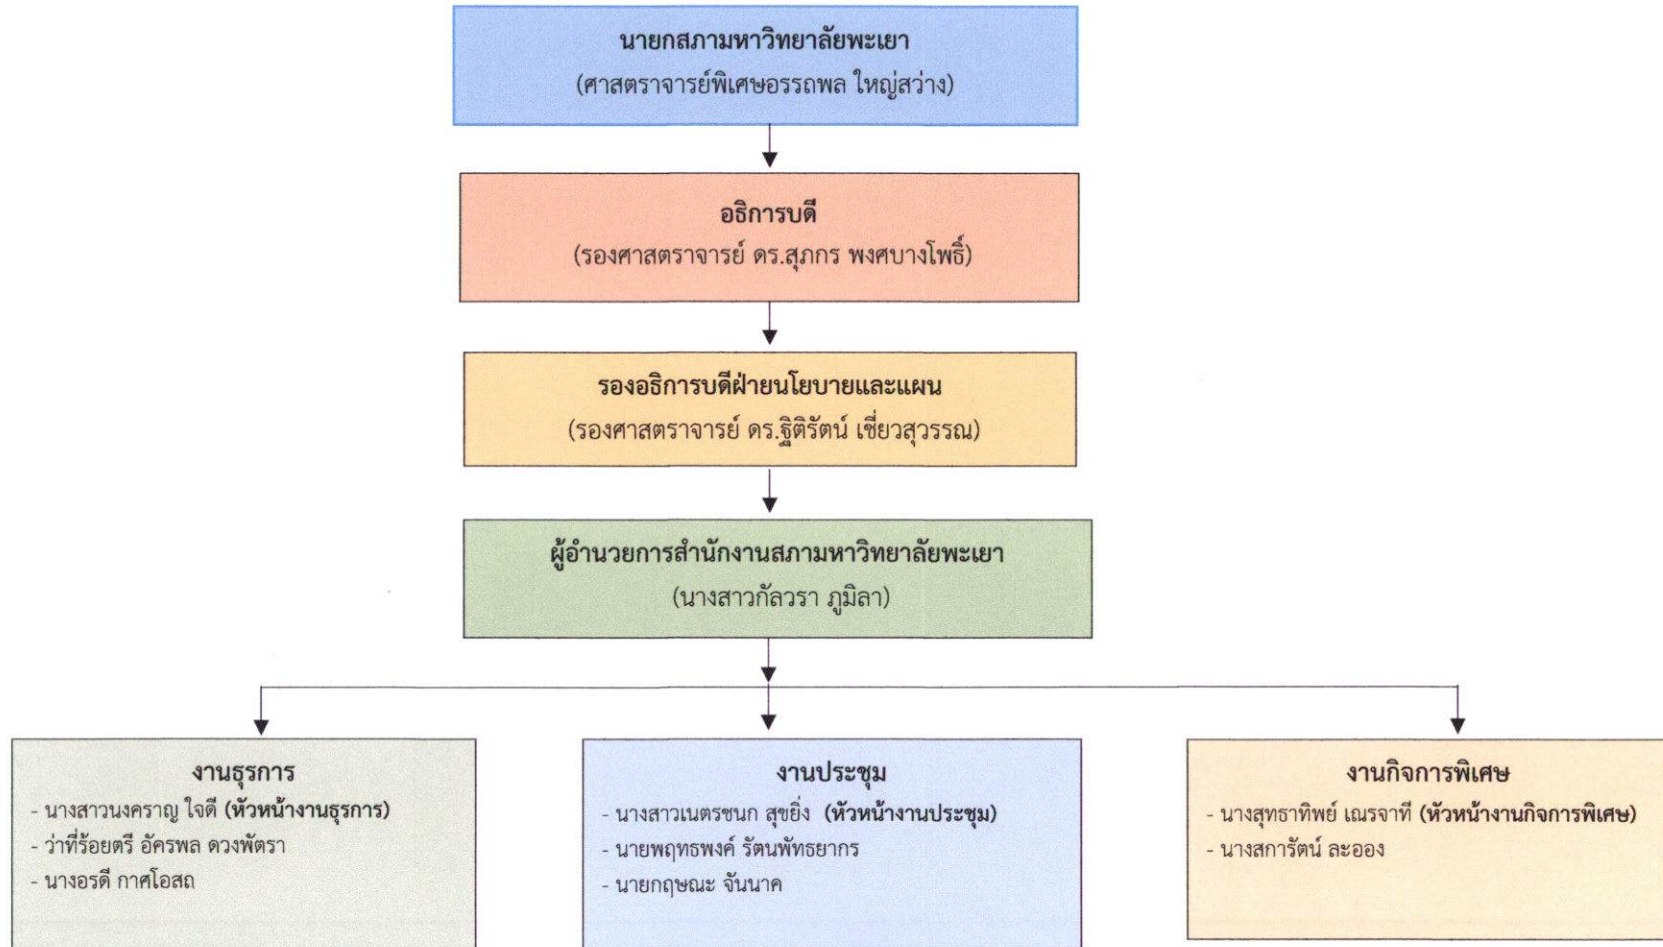 นายกสภามหาวิทยาลัยพะเยา
(ศาสตราจารย์พิเศษอรรถพล ใหญ่สว่าง)
อธิการบดี
(รองศาสตราจารย์ ดร.สุภกร พงศบางโพธิ์)
รองอธิการบดีฝ่ายนโยบายและแผน
(รองศาสตราจารย์ ดร.ฐิติรัตน์ เชี่ยวสุวรรณ)
ผู้อำนวยการสำนักงานสภามหาวิทยาลัยพะเยา
(นางสาวกัลวรา ภูมิลา)
งานธุรการ
- นางสาวนงคราญ ใจดี (หัวหน้างานธุรการ)
- ว่าที่ร้อยตรี อัครพล ดวงพัตรา
- นางอรดี กาศโอสถ
งานประชุม
- นางสาวเนตรชนก สุขยิ่ง (หัวหน้างานประชุม)
- นายพฤทธพงค์ รัตนพัทธยากร
- นายกฤษณะ จันนาค
งานกิจการพิเศษ
- นางสุทธาทิพย์ เณรจาที (หัวหน้างานกิจการพิเศษ)
- นางสการัตน์ ละออง